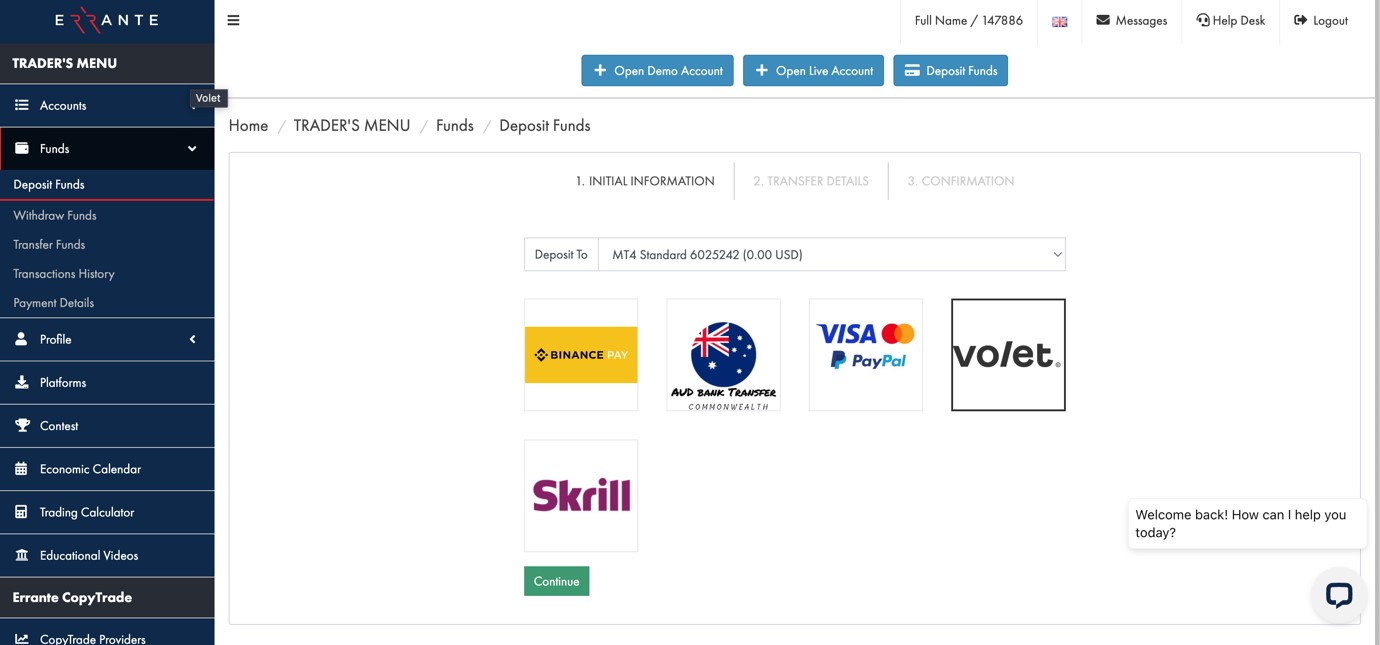 ERRANTE
Full Name / 147886
Messages
Help Desk
Logout
TRADER'S MENU
Open Demo Account
Open Live Account
Deposit Funds
Volet
Accounts
Funds
Deposit Funds
Withdraw Funds
Transfer Funds
Transactions History
Payment Details
Profile
Platforms
Contest
Economic Calendar
Trading Calculator
Educational Videos
Errante CopyTrade
CopyTrade Providers
Home / TRADER'S MENU / Funds / Deposit Funds
1. INITIAL INFORMATION
2. TRANSFER DETAILS
3. CONFIRMATION
Deposit To
MT4 Standard 6025242 (0.00 USD)
BINANCE PAY
AUD BANK TRANSFER
COMMONWEALTH
VISA
PayPal
volet.
Skrill
Continue
Welcome back! How can I help you
today?